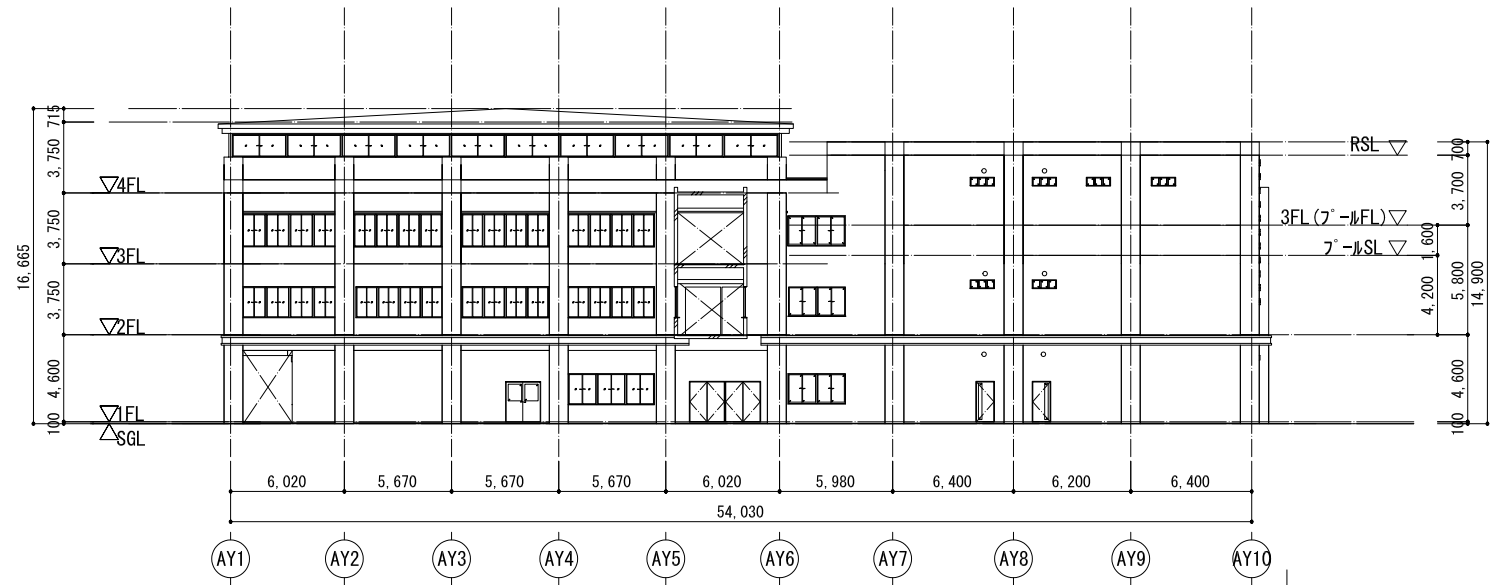 715
3,750
3,750
3,750
4,600
100
16,665
4FL
3FL
2FL
1FL
SGL
RSL
3FL(プールFL)
プールSL
700
3,700
1,600
5,800
4,200
14,900
4,600
100
6,020
5,670
5,670
5,670
6,020
5,980
6,400
6,200
6,400
54,030
AY1
AY2
AY3
AY4
AY5
AY6
AY7
AY8
AY9
AY10